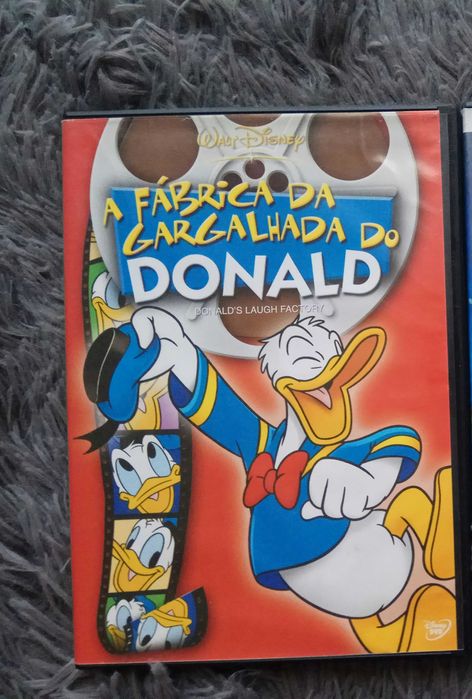 WALT DISNEY
A FÁBRICA DA
GARGALHADA DO
DONALD
DONALD'S LAUGH FACTORY
Disney
DVD